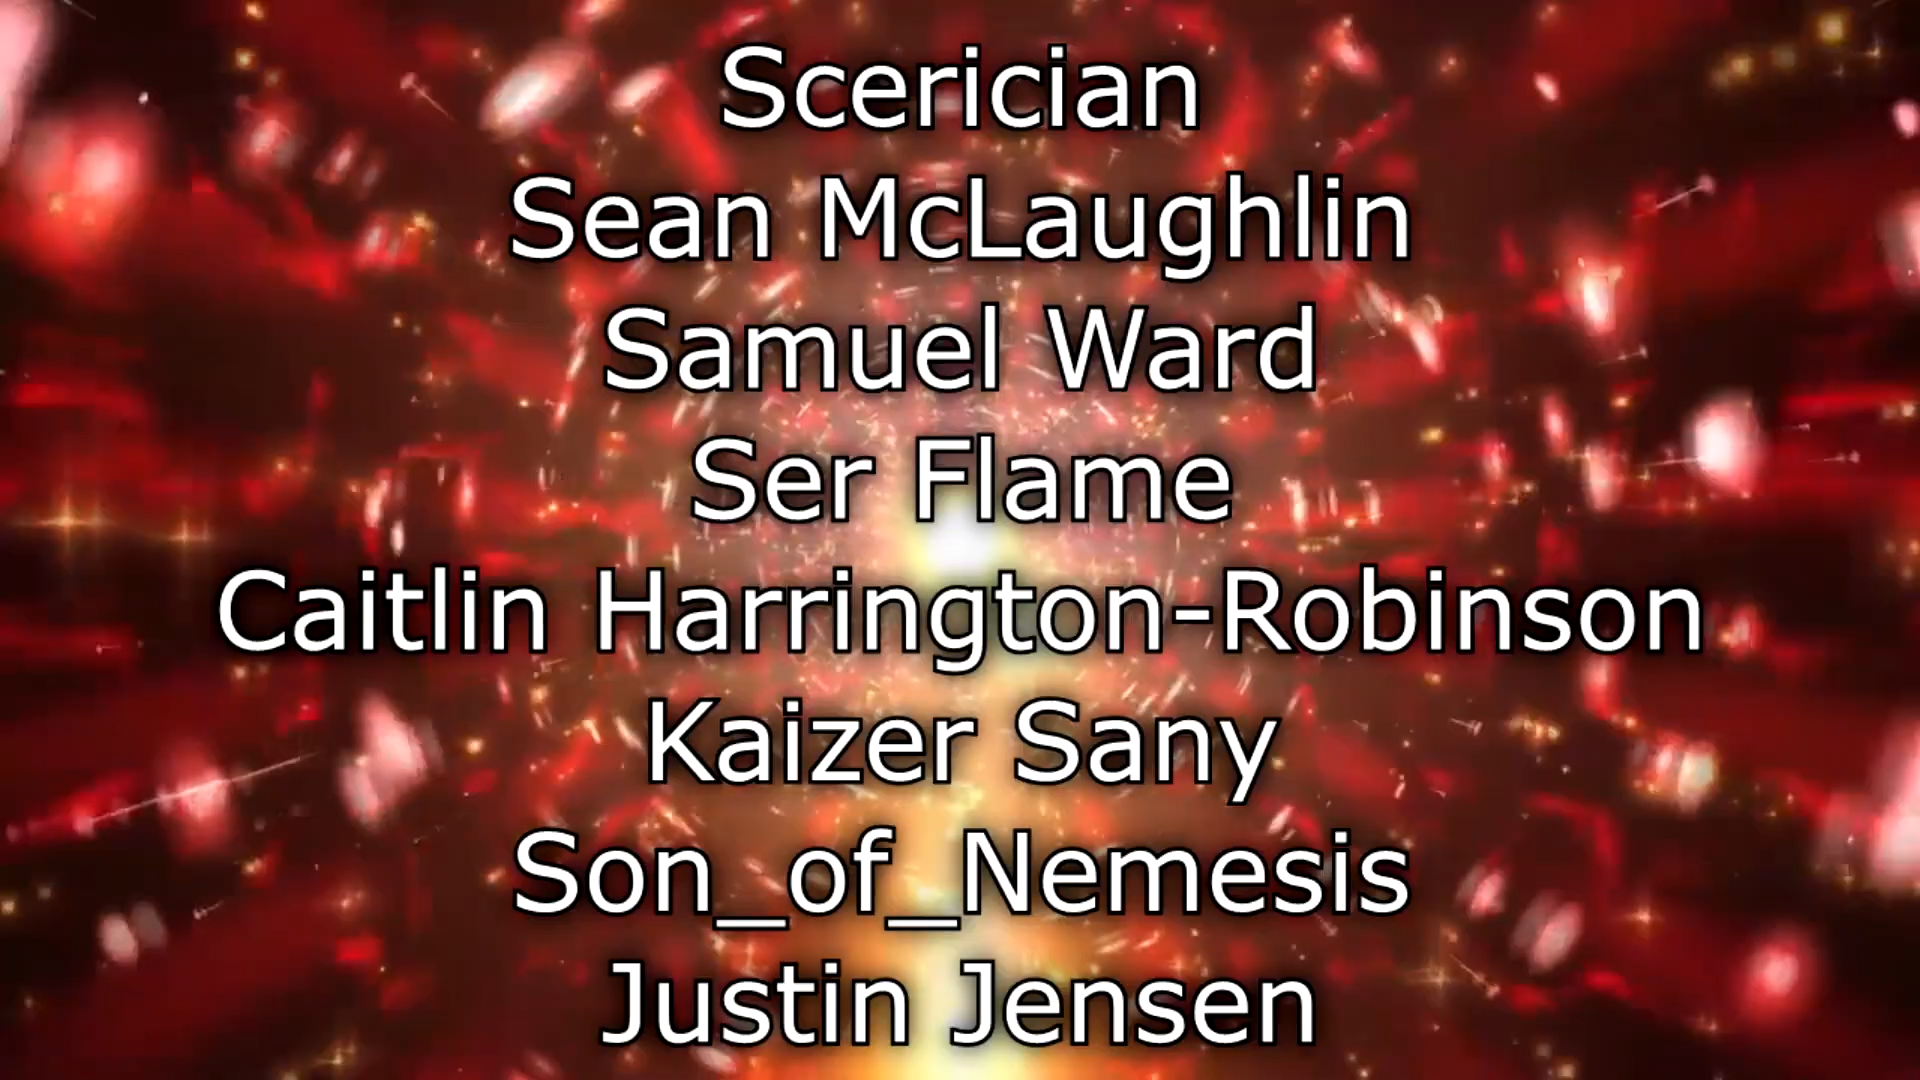 Scerician
Sean McLaughlin
Samuel Ward
Ser Flame
Caitlin Harrington-Robinson
Kaizer Sany
Son_of_Nemesis
Justin Jensen